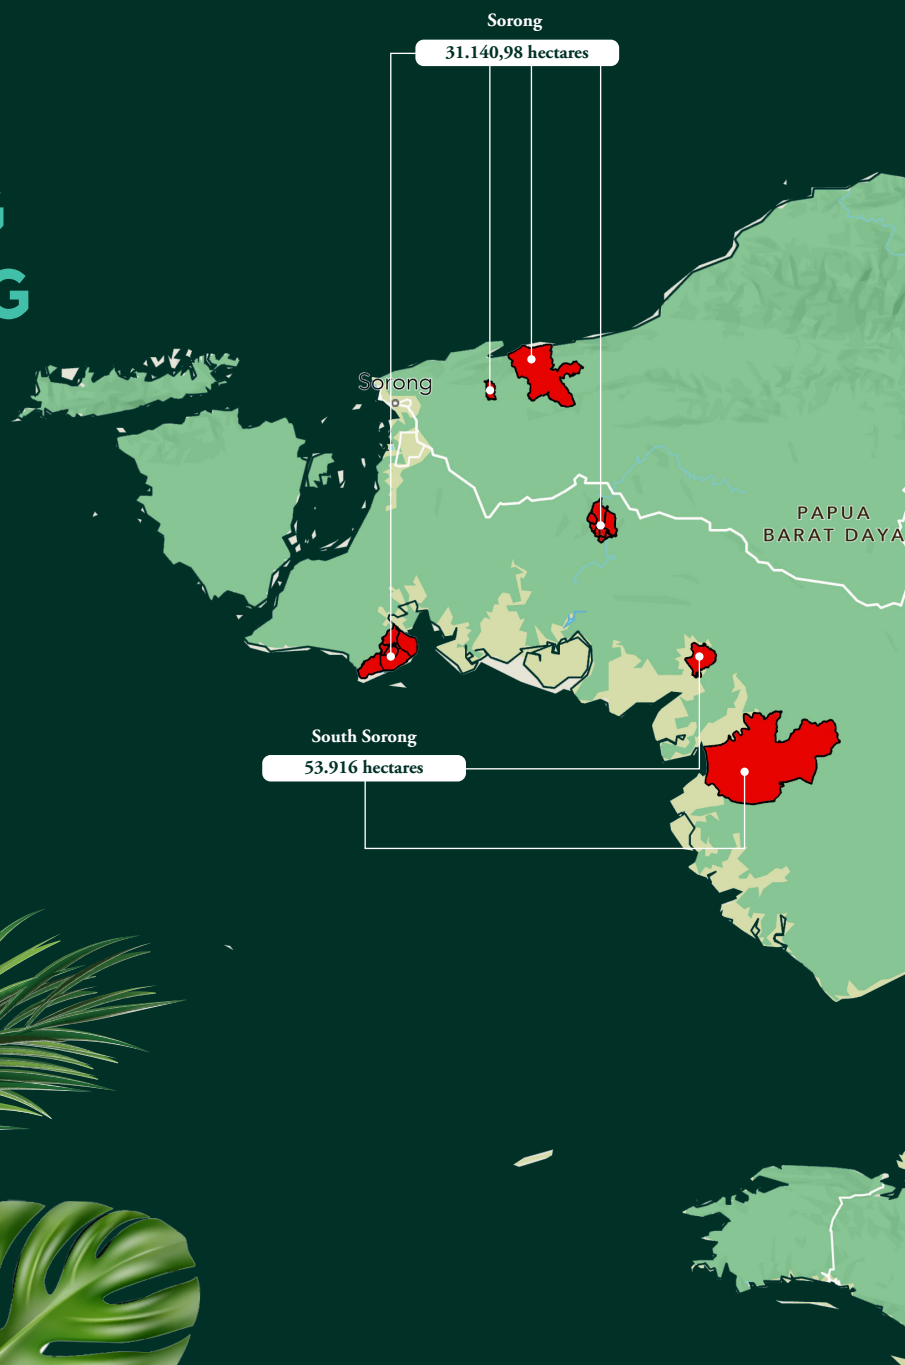 Sorong
31.140,98 hectares
G
G
Sorong
PAPUA
BARAT DAYA
South Sorong
53.916 hectares